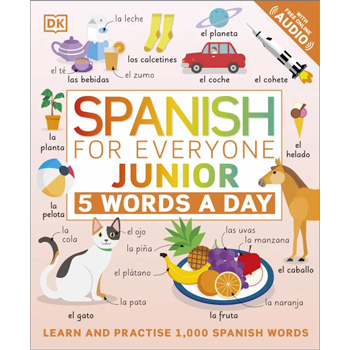 DK
la leche
el planeta
WITH FREE ONLINE AUDIO
los calcetines
el té
el zumo
las bebidas
el coche
el cohete
SPANISH
FOR EVERYONE
JUNIOR
5 WORDS A DAY
la planta
el helado
la pata
la cola
el ojo
la piña
las uvas
la manzana
el plátano
el caballo
la pata
la naranja
el gato
la fruta
LEARN AND PRACTISE 1,000 SPANISH WORDS